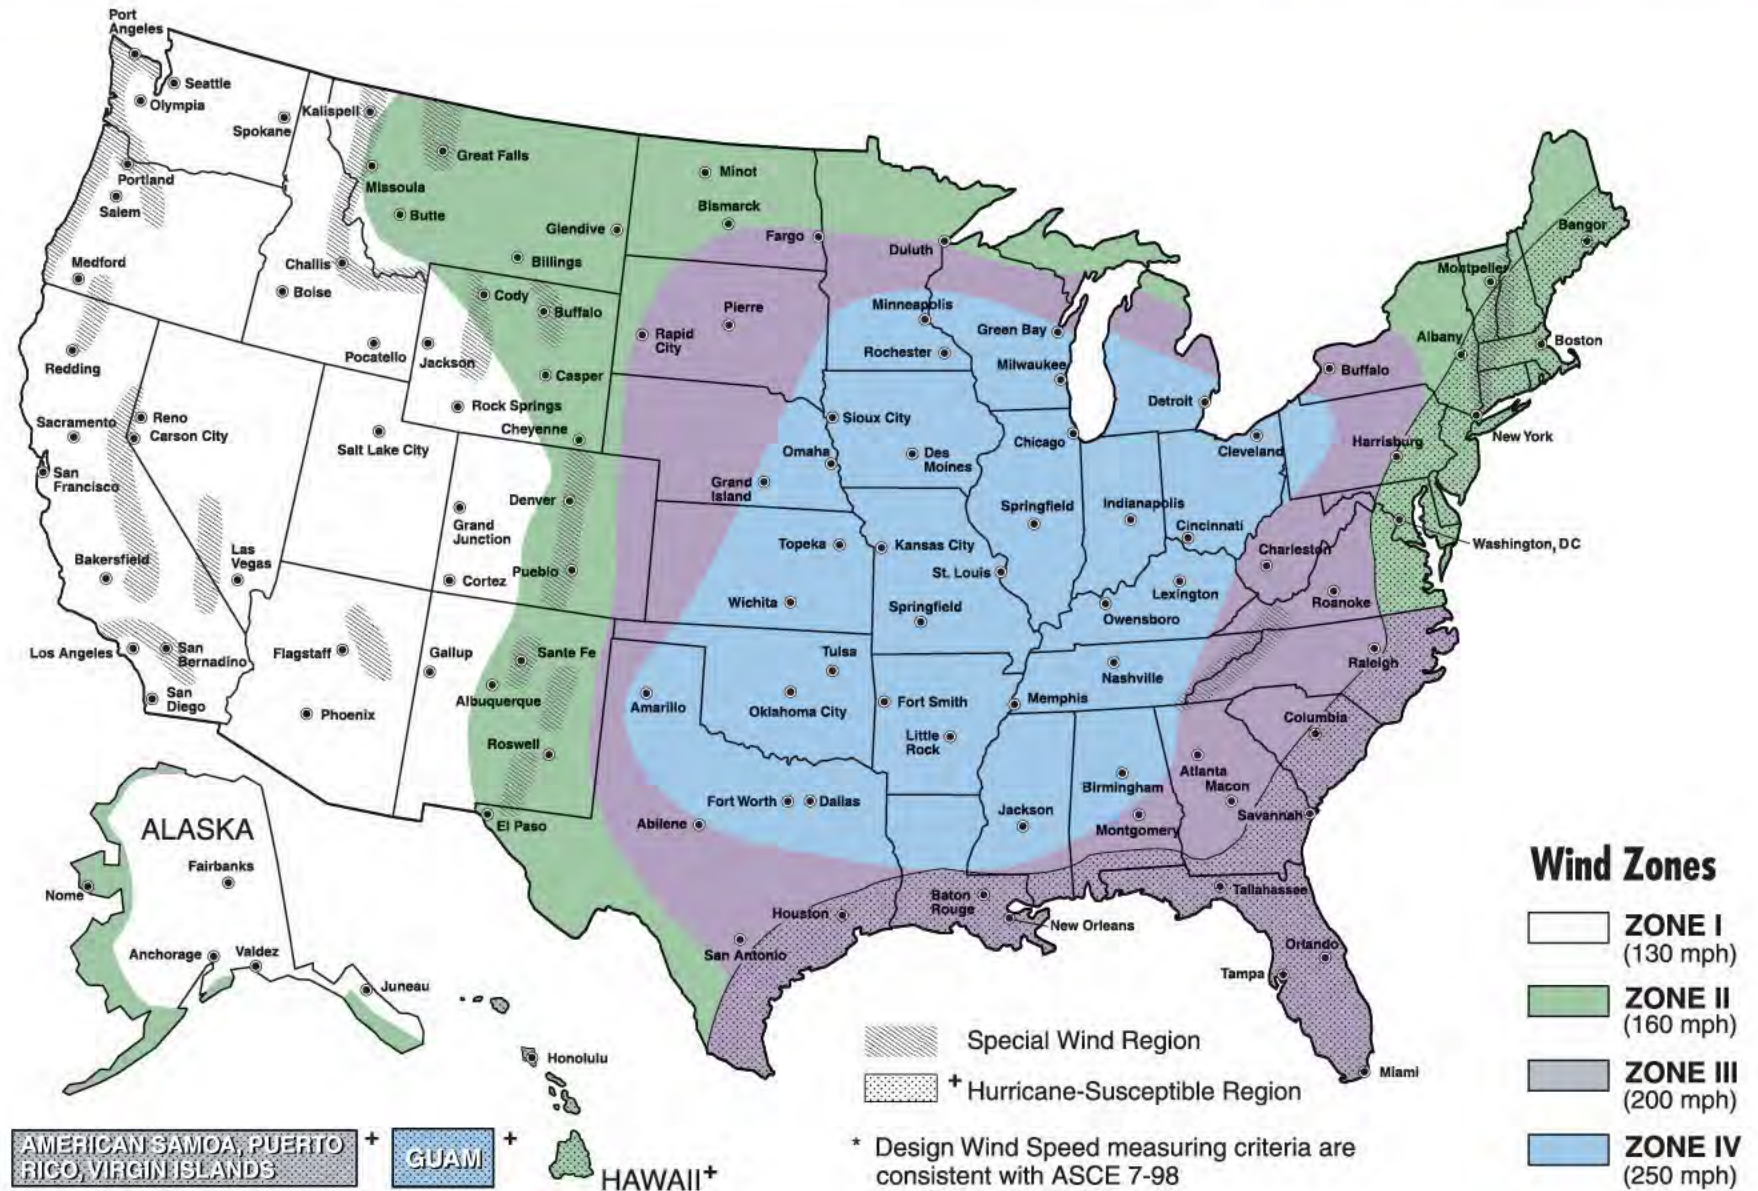 Port
Angeles
Seattle
Olympia
Spokane
Kalispell
Great Falls
Missoula
Butte
Glendive
Billings
Minot
Bismarck
Fargo
Duluth
Portland
Salem
Medford
Challis
Boise
Pocatello
Cody
Buffalo
Jackson
Casper
Rock Springs
Cheyenne
Rapid
City
Pierre
Minneapolis
Rochester
Green Bay
Milwaukee
Detroit
Buffalo
Albany
Montpelier
Bangor
Boston
New York
Harrisburg
Washington, DC
Redding
Sacramento
Reno
Carson City
San
Francisco
Salt Lake City
Bakersfield
Las
Vegas
Los Angeles
San
Bernadino
San
Diego
Flagstaff
Phoenix
Grand
Junction
Cortez
Denver
Pueblo
Gallup
Sante Fe
Albuquerque
Roswell
El Paso
Sioux City
Omaha
Des
Moines
Grand
Island
Chicago
Cleveland
Topeka
Kansas City
Springfield
Indianapolis
Cincinnati
Charleston
St. Louis
Wichita
Springfield
Lexington
Owensboro
Roanoke
Raleigh
Amarillo
Tulsa
Oklahoma City
Fort Smith
Memphis
Nashville
Little
Rock
Columbia
Atlanta
Macon
Birmingham
Savannah
Montgomery
Fort Worth
Dallas
Abilene
Jackson
Houston
Baton
Rouge
New Orleans
San Antonio
Tallahassee
Orlando
Tampa
Miami
ALASKA
Fairbanks
Nome
Anchorage
Valdez
Juneau
Honolulu
AMERICAN SAMOA, PUERTO
RICO, VIRGIN ISLANDS
+
GUAM
+
HAWAII+
Special Wind Region
+ Hurricane-Susceptible Region
* Design Wind Speed measuring criteria are
consistent with ASCE 7-98
Wind Zones
ZONE I
(130 mph)
ZONE II
(160 mph)
ZONE III
(200 mph)
ZONE IV
(250 mph)